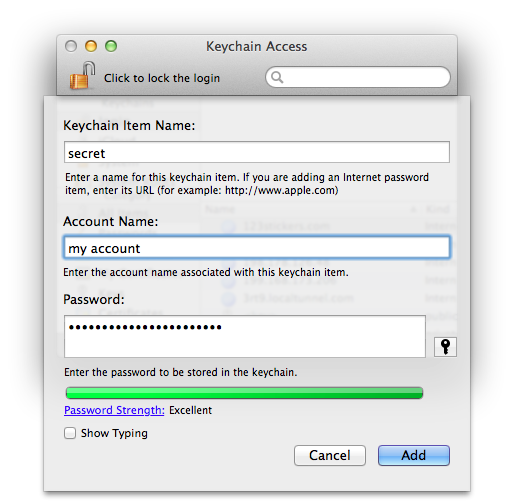 Keychain Access
Click to lock the login
Keychain Item Name:
secret
Enter a name for this keychain item. If you are adding an Internet password
item, enter its URL (for example: http://www.apple.com)
Account Name:
my account
Enter the account name associated with this keychain item.
Password:
•••••••••••••••••••••••
Enter the password to be stored in the keychain.
Password Strength: Excellent
Show Typing
Cancel
Add